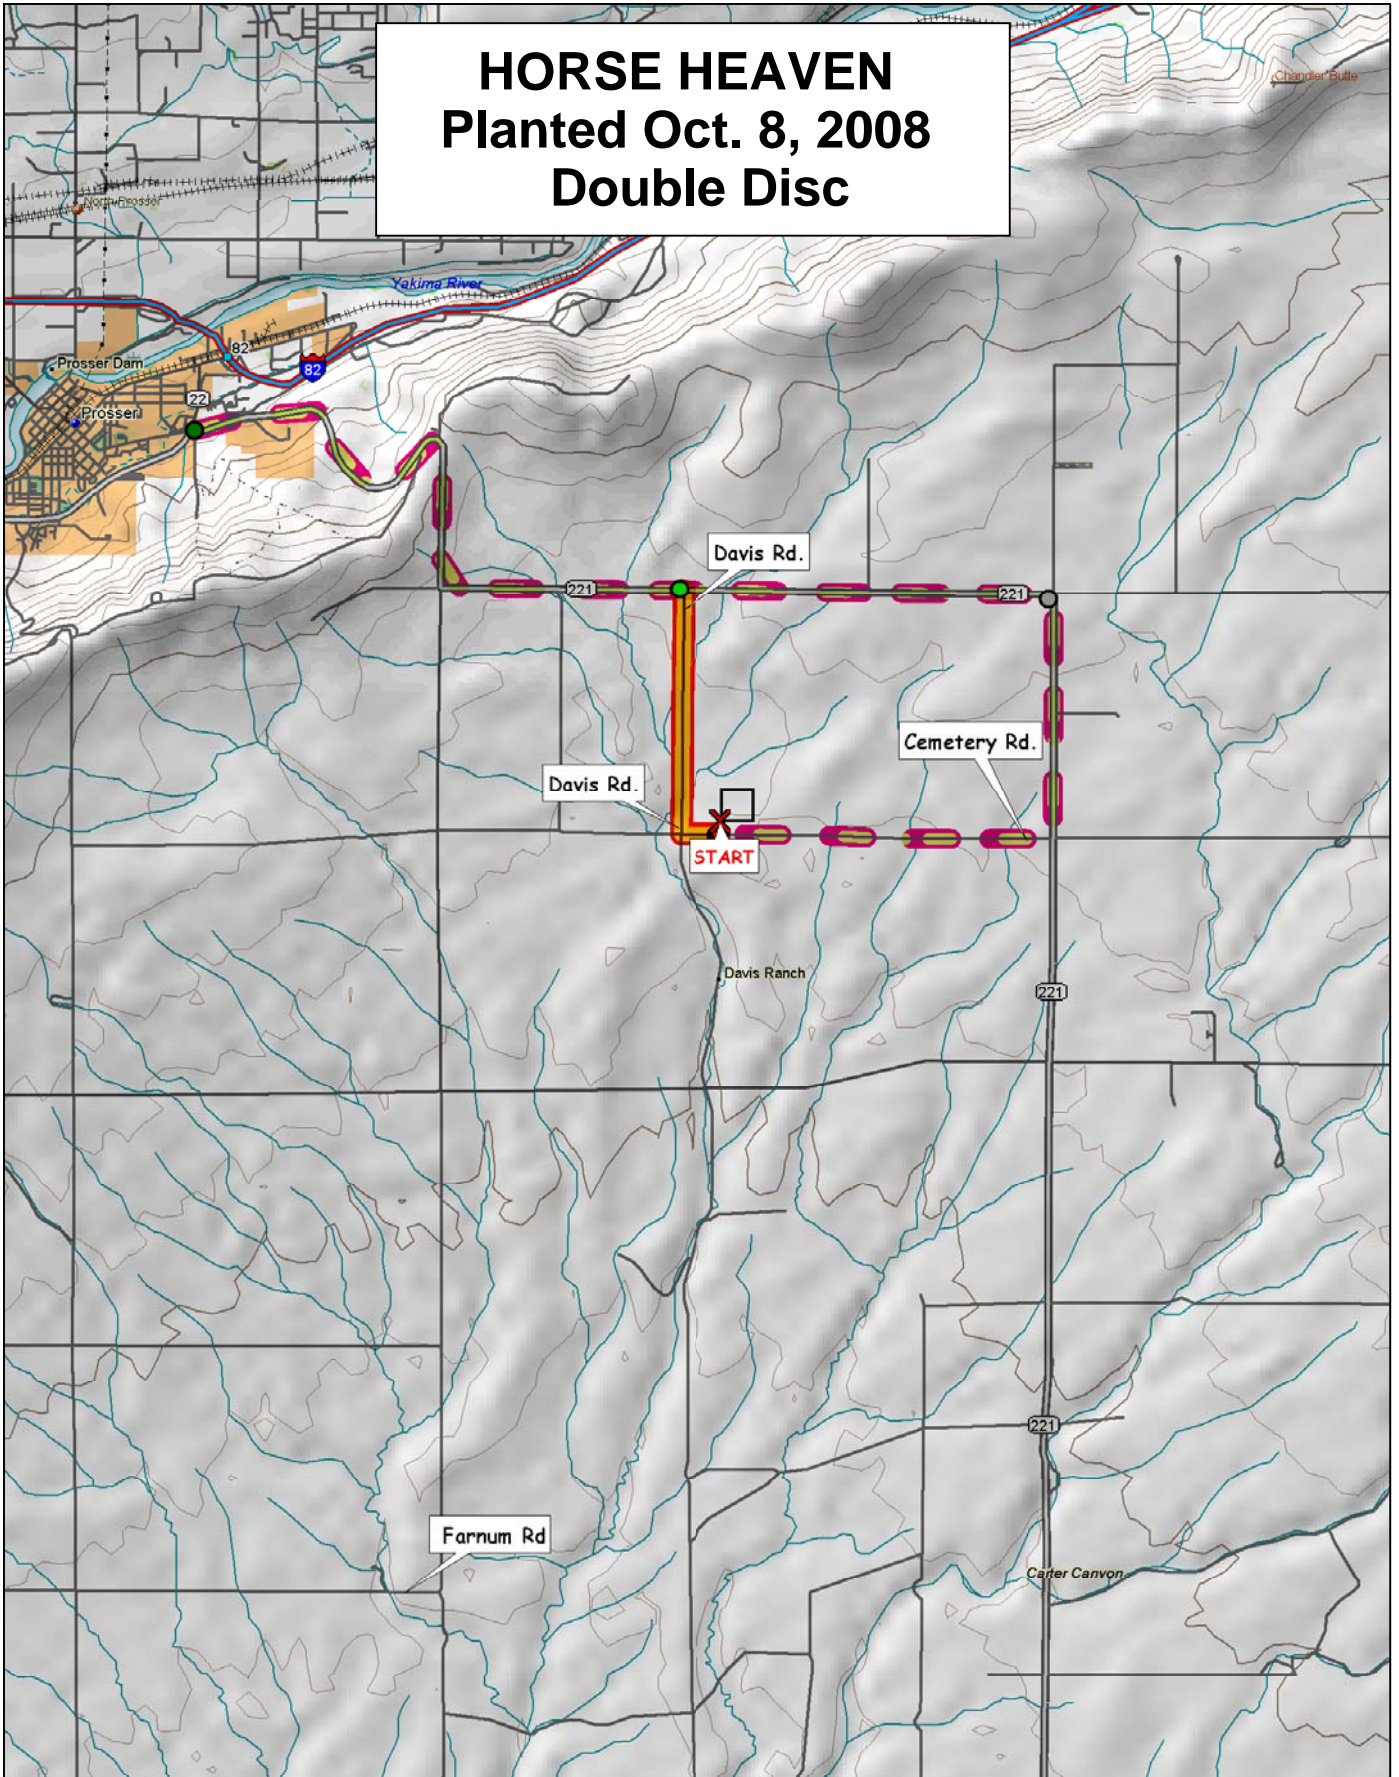 HORSE HEAVEN
Planted Oct. 8, 2008
Double Disc
Chandler Butte
North Prosser
Yakima River
82
Prosser Dam
82
22
Prosser
Davis Rd.
221
221
Cemetery Rd.
Davis Rd.
START
Davis Ranch
221
221
Farnum Rd
Carter Canyon